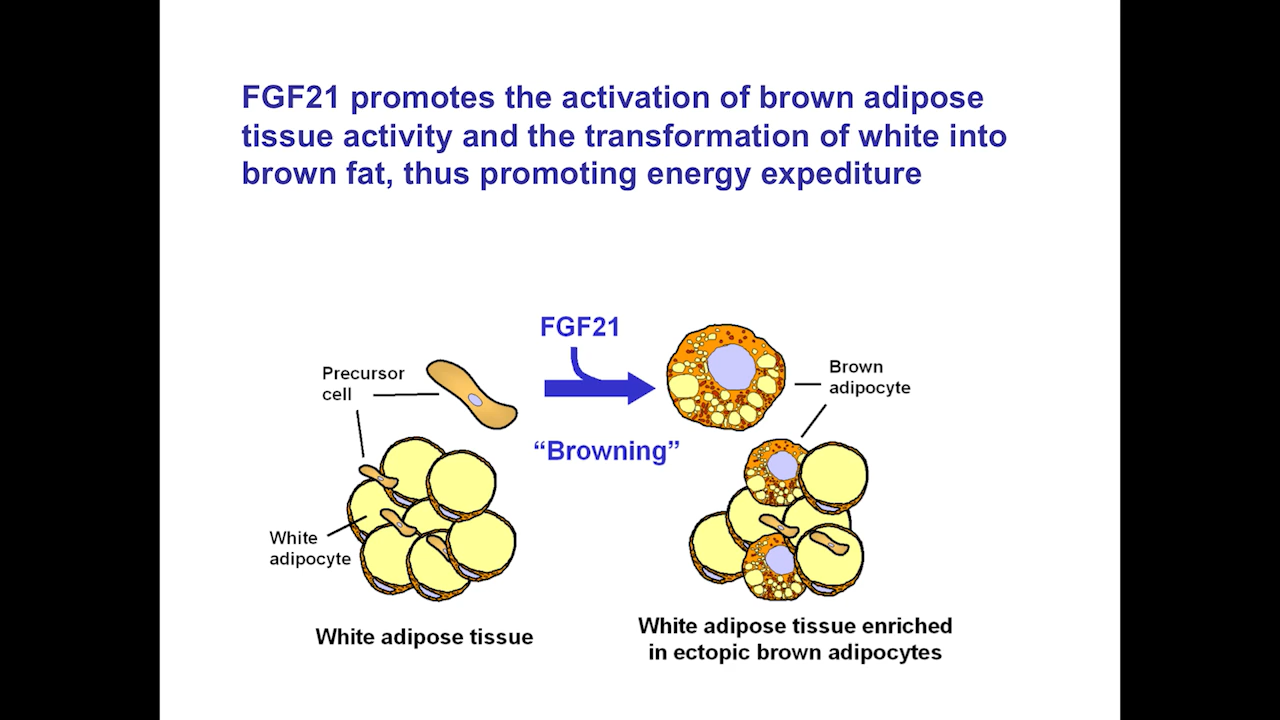 FGF21 promotes the activation of brown adipose
tissue activity and the transformation of white into
brown fat, thus promoting energy expediture
FGF21
Precursor
cell
Brown
adipocyte
“Browning”
White
adipocyte
White adipose tissue
White adipose tissue enriched
in ectopic brown adipocytes